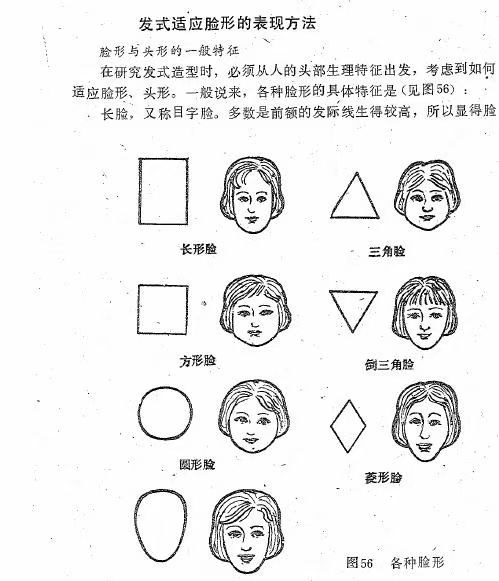 发式适应脸形的表现方法
脸形与头形的一般特征
在研究发式造型时，必须从人的头部生理特征出发，考虑到如何
适应脸形、头形。一般说来，各种脸形的具体特征是（见图56）：
长脸，又称目字脸。多数是前额的发际线生得较高，所以显得脸
长形脸
三角脸
方形脸
倒三角脸
圆形脸
菱形脸
图56 各种脸形